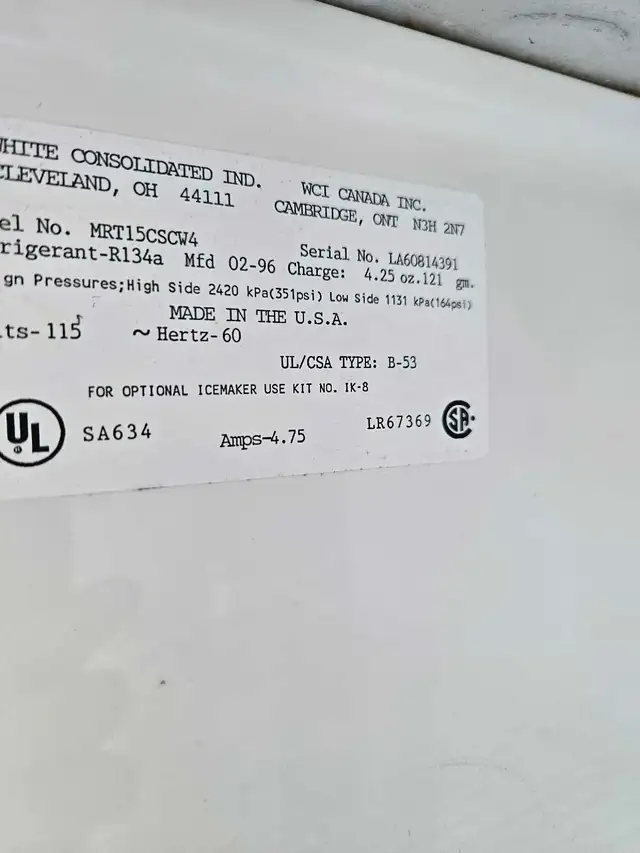 WHITE CONSOLIDATED IND.
CLEVELAND, OH 44111
WCI CANADA INC.
CAMBRIDGE, ONT N3H 2N7
el No. MRT15CSCW4
Serial No. LA60814391
rigerant-R134a Mfd 02-96 Charge: 4.25 oz.121 gm.
gn Pressures;High Side 2420 kPa(351psi) Low Side 1131 kPa(164psi)
MADE IN THE U.S.A.
lts-115 ~Hertz-60
UL/CSA TYPE: B-53
FOR OPTIONAL ICEMAKER USE KIT NO. IK-8
UL SA634
Amps-4.75
LR67369 SA